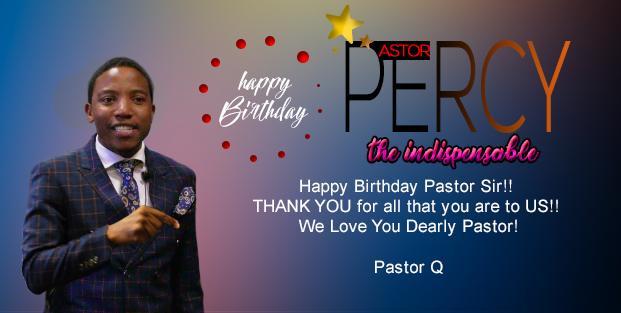 happy
Birthday
PASTOR
PERCY
the indispensable
Happy Birthday Pastor Sir!!
THANK YOU for all that you are to US!!
We Love You Dearly Pastor!
Pastor Q